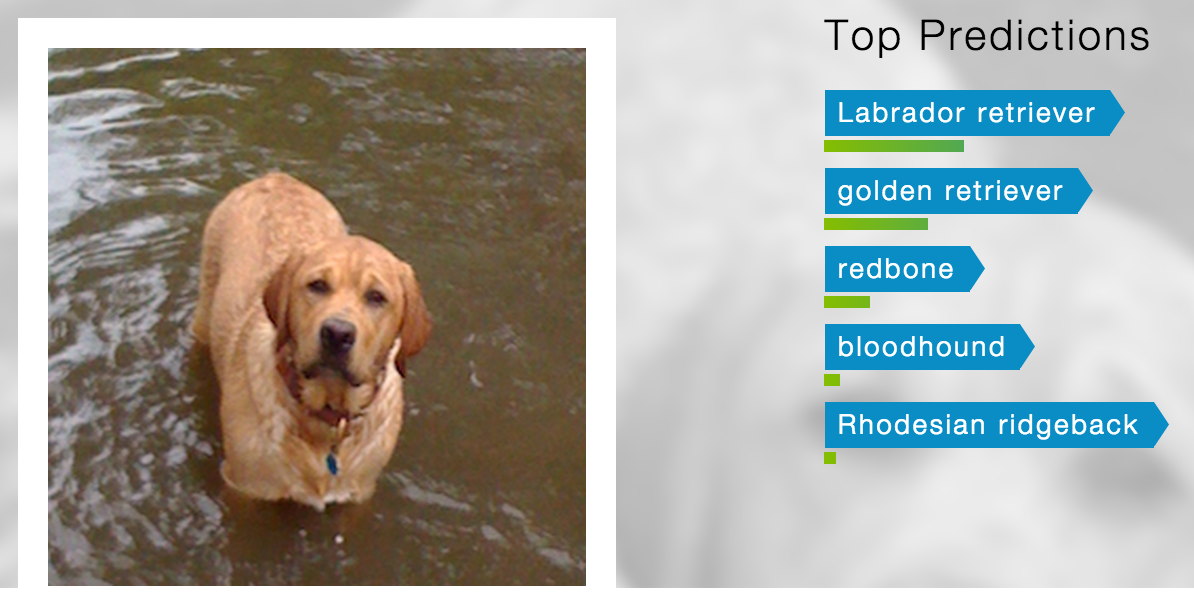 Top Predictions
Labrador retriever
golden retriever
redbone
bloodhound
Rhodesian ridgeback